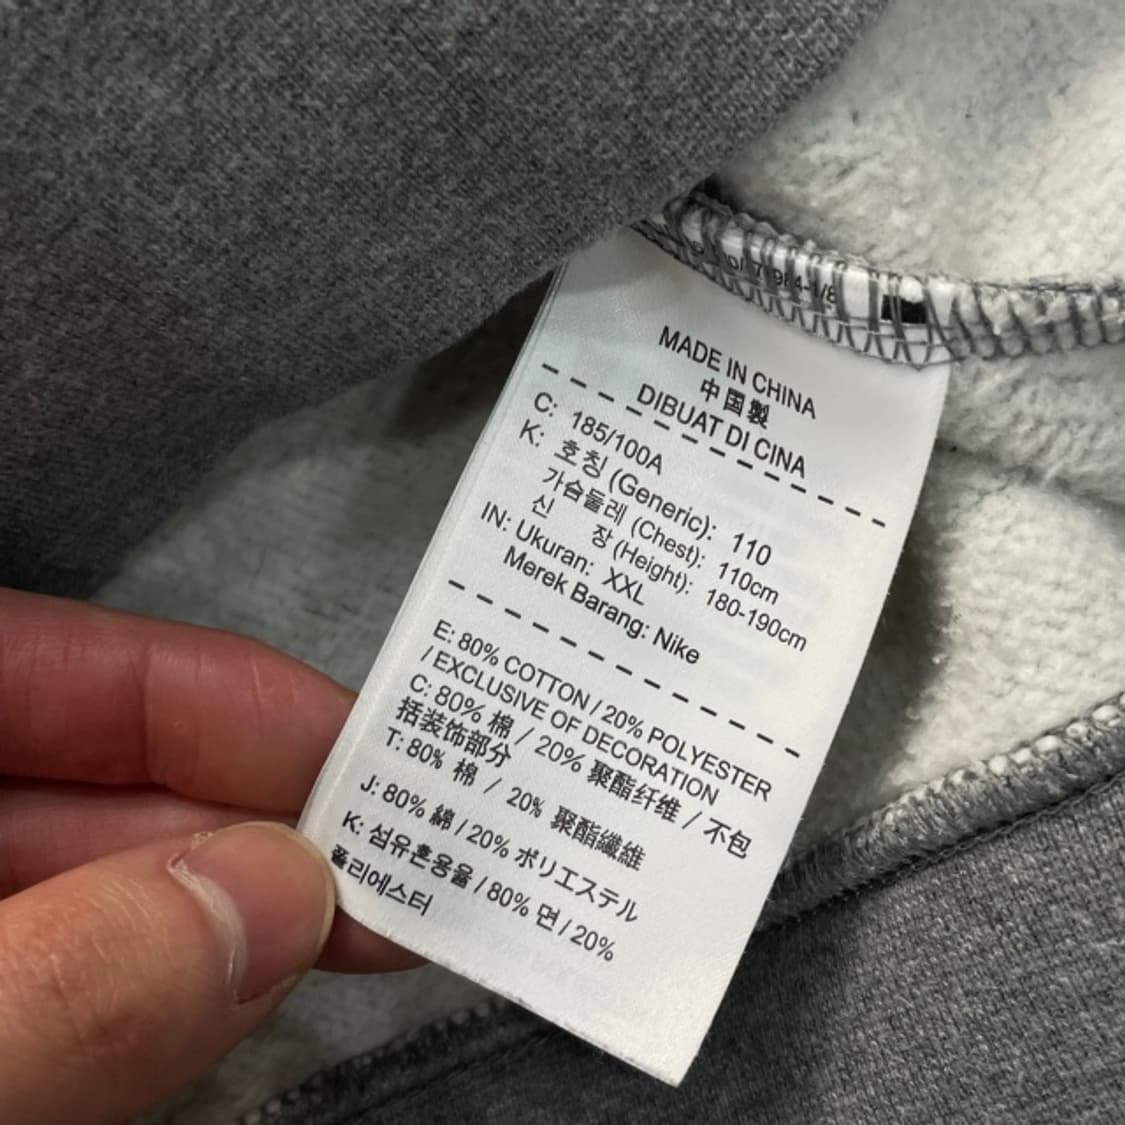 MADE IN CHINA
中国製
DIBUAT DI CINA
C: 185/100A
K: 호칭 (Generic): 110
가슴둘레 (Chest): 110cm
신 장 (Height): 180-190cm
IN: Ukuran: XXL
Merek Barang: Nike
E: 80% COTTON / 20% POLYESTER
/ EXCLUSIVE OF DECORATION
C: 80% 棉 / 20% 聚酯纤维 / 不包
括装饰部分
T: 80% 棉 / 20% 聚酯纖維
J: 80% 綿 / 20% ポリエステル
K: 섬유혼용율 / 80% 면 / 20%
폴리에스터